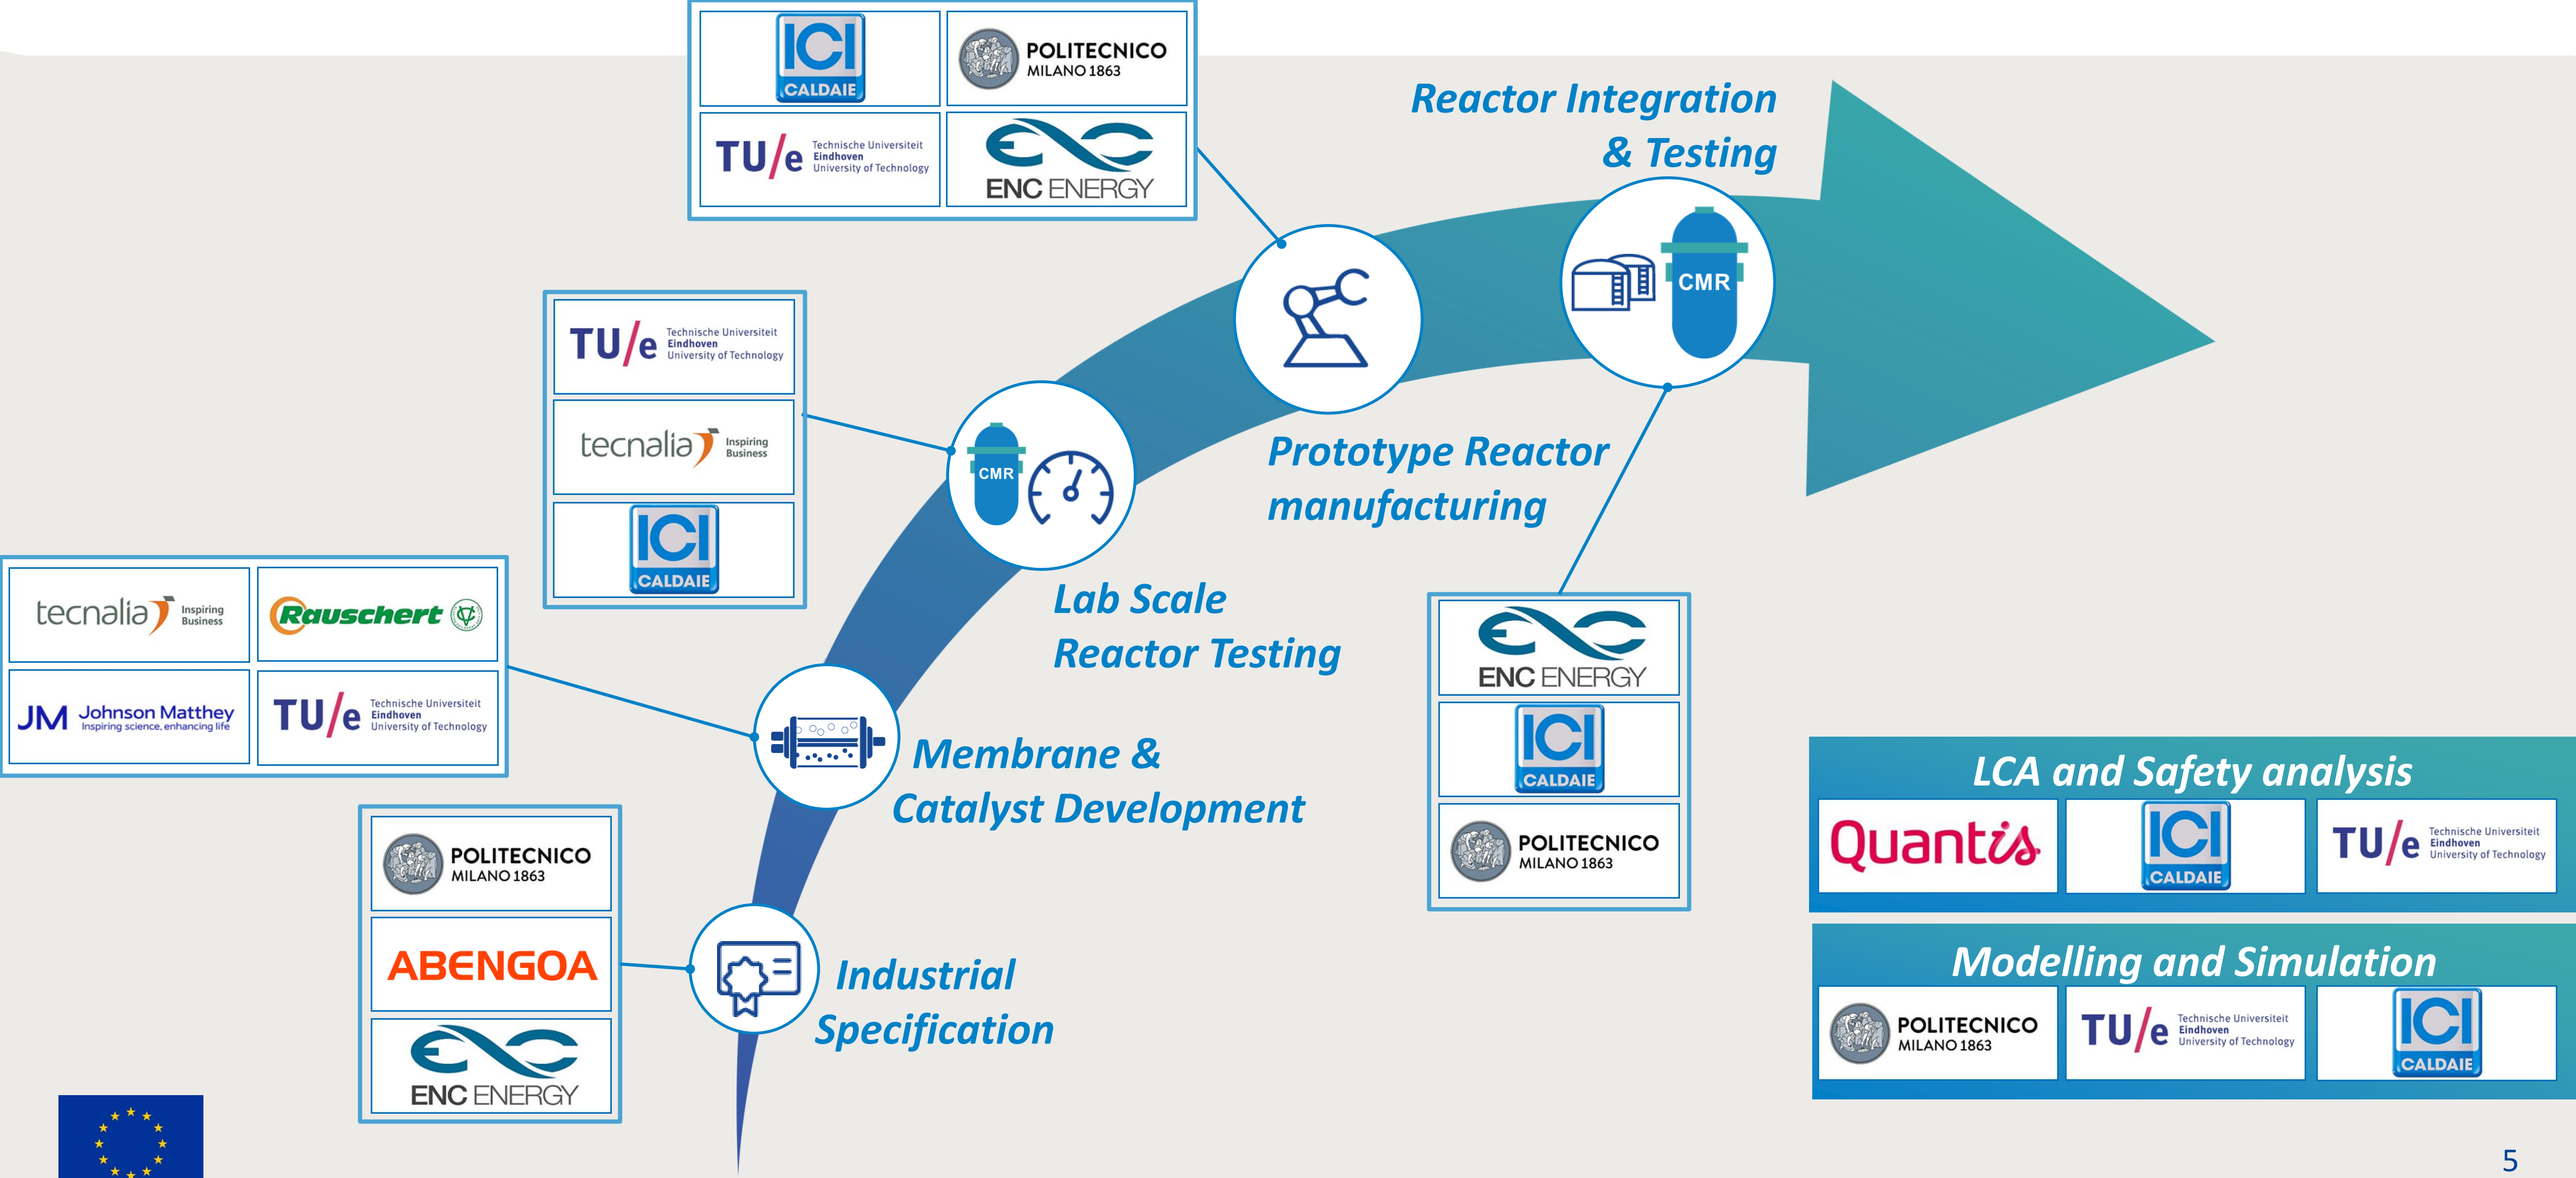 ICI
CALDAIE
POLITECNICO
MILANO 1863
TU/e Technische Universiteit
Eindhoven
University of Technology
ENC ENERGY
Reactor Integration
& Testing
CMR
TU/e Technische Universiteit
Eindhoven
University of Technology
tecnalia Inspiring
Business
ICI
CALDAIE
CMR
Prototype Reactor
manufacturing
Lab Scale
Reactor Testing
tecnalia Inspiring
Business
Rauschert
JM Johnson Matthey
Inspiring science, enhancing life
TU/e Technische Universiteit
Eindhoven
University of Technology
Membrane &
Catalyst Development
ENC ENERGY
ICI
CALDAIE
POLITECNICO
MILANO 1863
POLITECNICO
MILANO 1863
ABENGOA
ENC ENERGY
Industrial
Specification
LCA and Safety analysis
Quantis
ICI
CALDAIE
TU/e Technische Universiteit
Eindhoven
University of Technology
Modelling and Simulation
POLITECNICO
MILANO 1863
TU/e Technische Universiteit
Eindhoven
University of Technology
ICI
CALDAIE
5